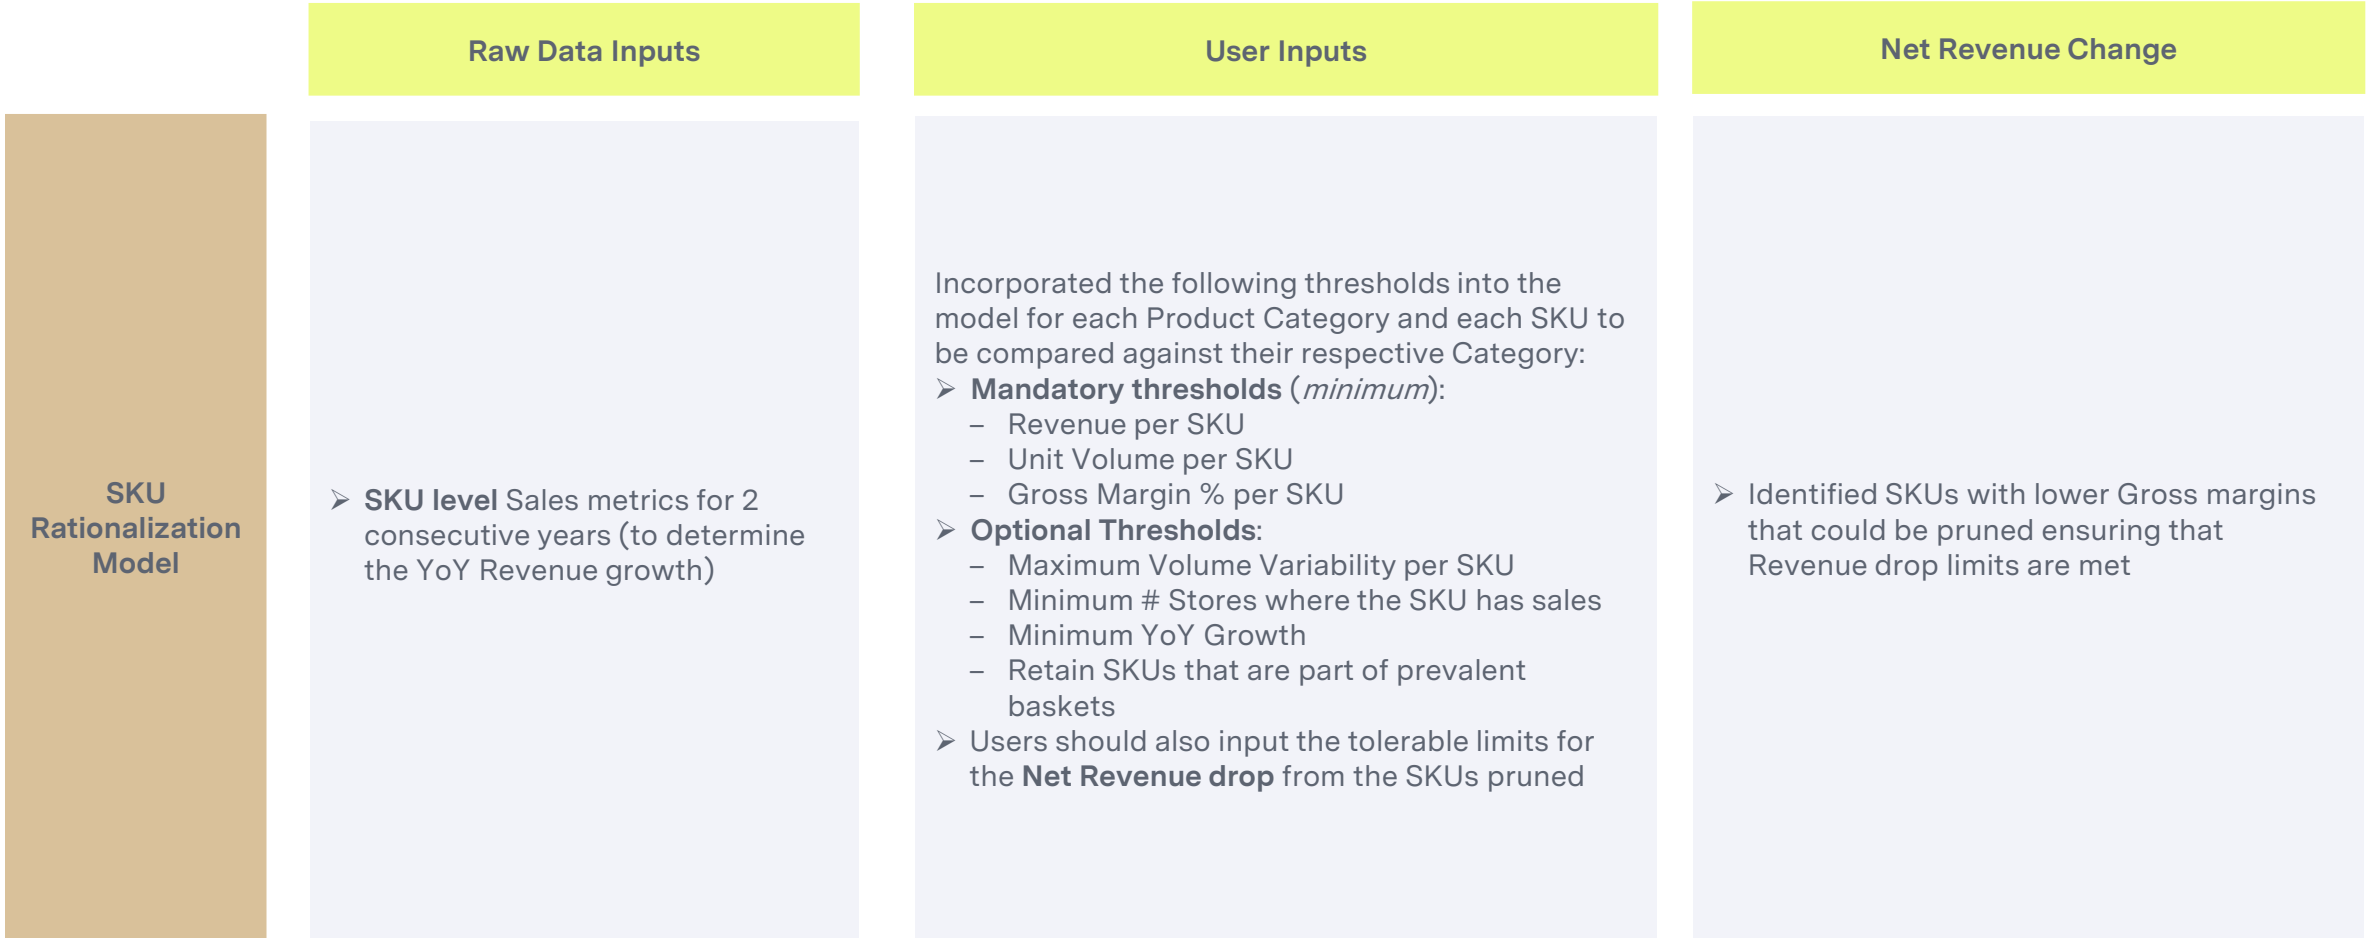 Raw Data Inputs
User Inputs
Net Revenue Change
SKU
Rationalization
Model
➢ SKU level Sales metrics for 2
consecutive years (to determine
the YoY Revenue growth)
Incorporated the following thresholds into the
model for each Product Category and each SKU to
be compared against their respective Category:
➢ Mandatory thresholds (minimum):
– Revenue per SKU
– Unit Volume per SKU
– Gross Margin % per SKU
➢ Optional Thresholds:
– Maximum Volume Variability per SKU
– Minimum # Stores where the SKU has sales
– Minimum YoY Growth
– Retain SKUs that are part of prevalent
baskets
➢ Users should also input the tolerable limits for
the Net Revenue drop from the SKUs pruned
➢ Identified SKUs with lower Gross margins
that could be pruned ensuring that
Revenue drop limits are met